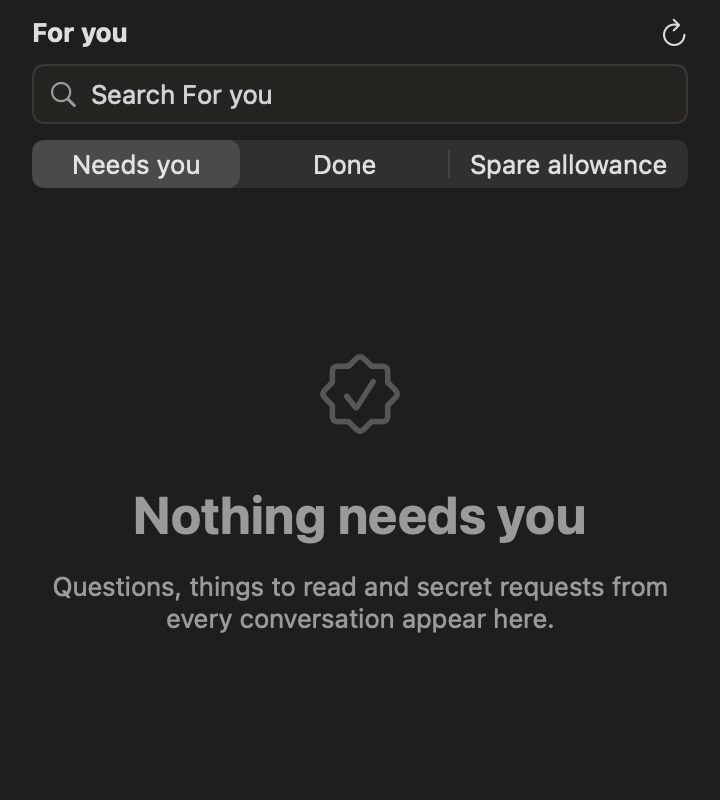 For you
Search For you
Needs you Done Spare allowance
Nothing needs you
Questions, things to read and secret requests from
every conversation appear here.